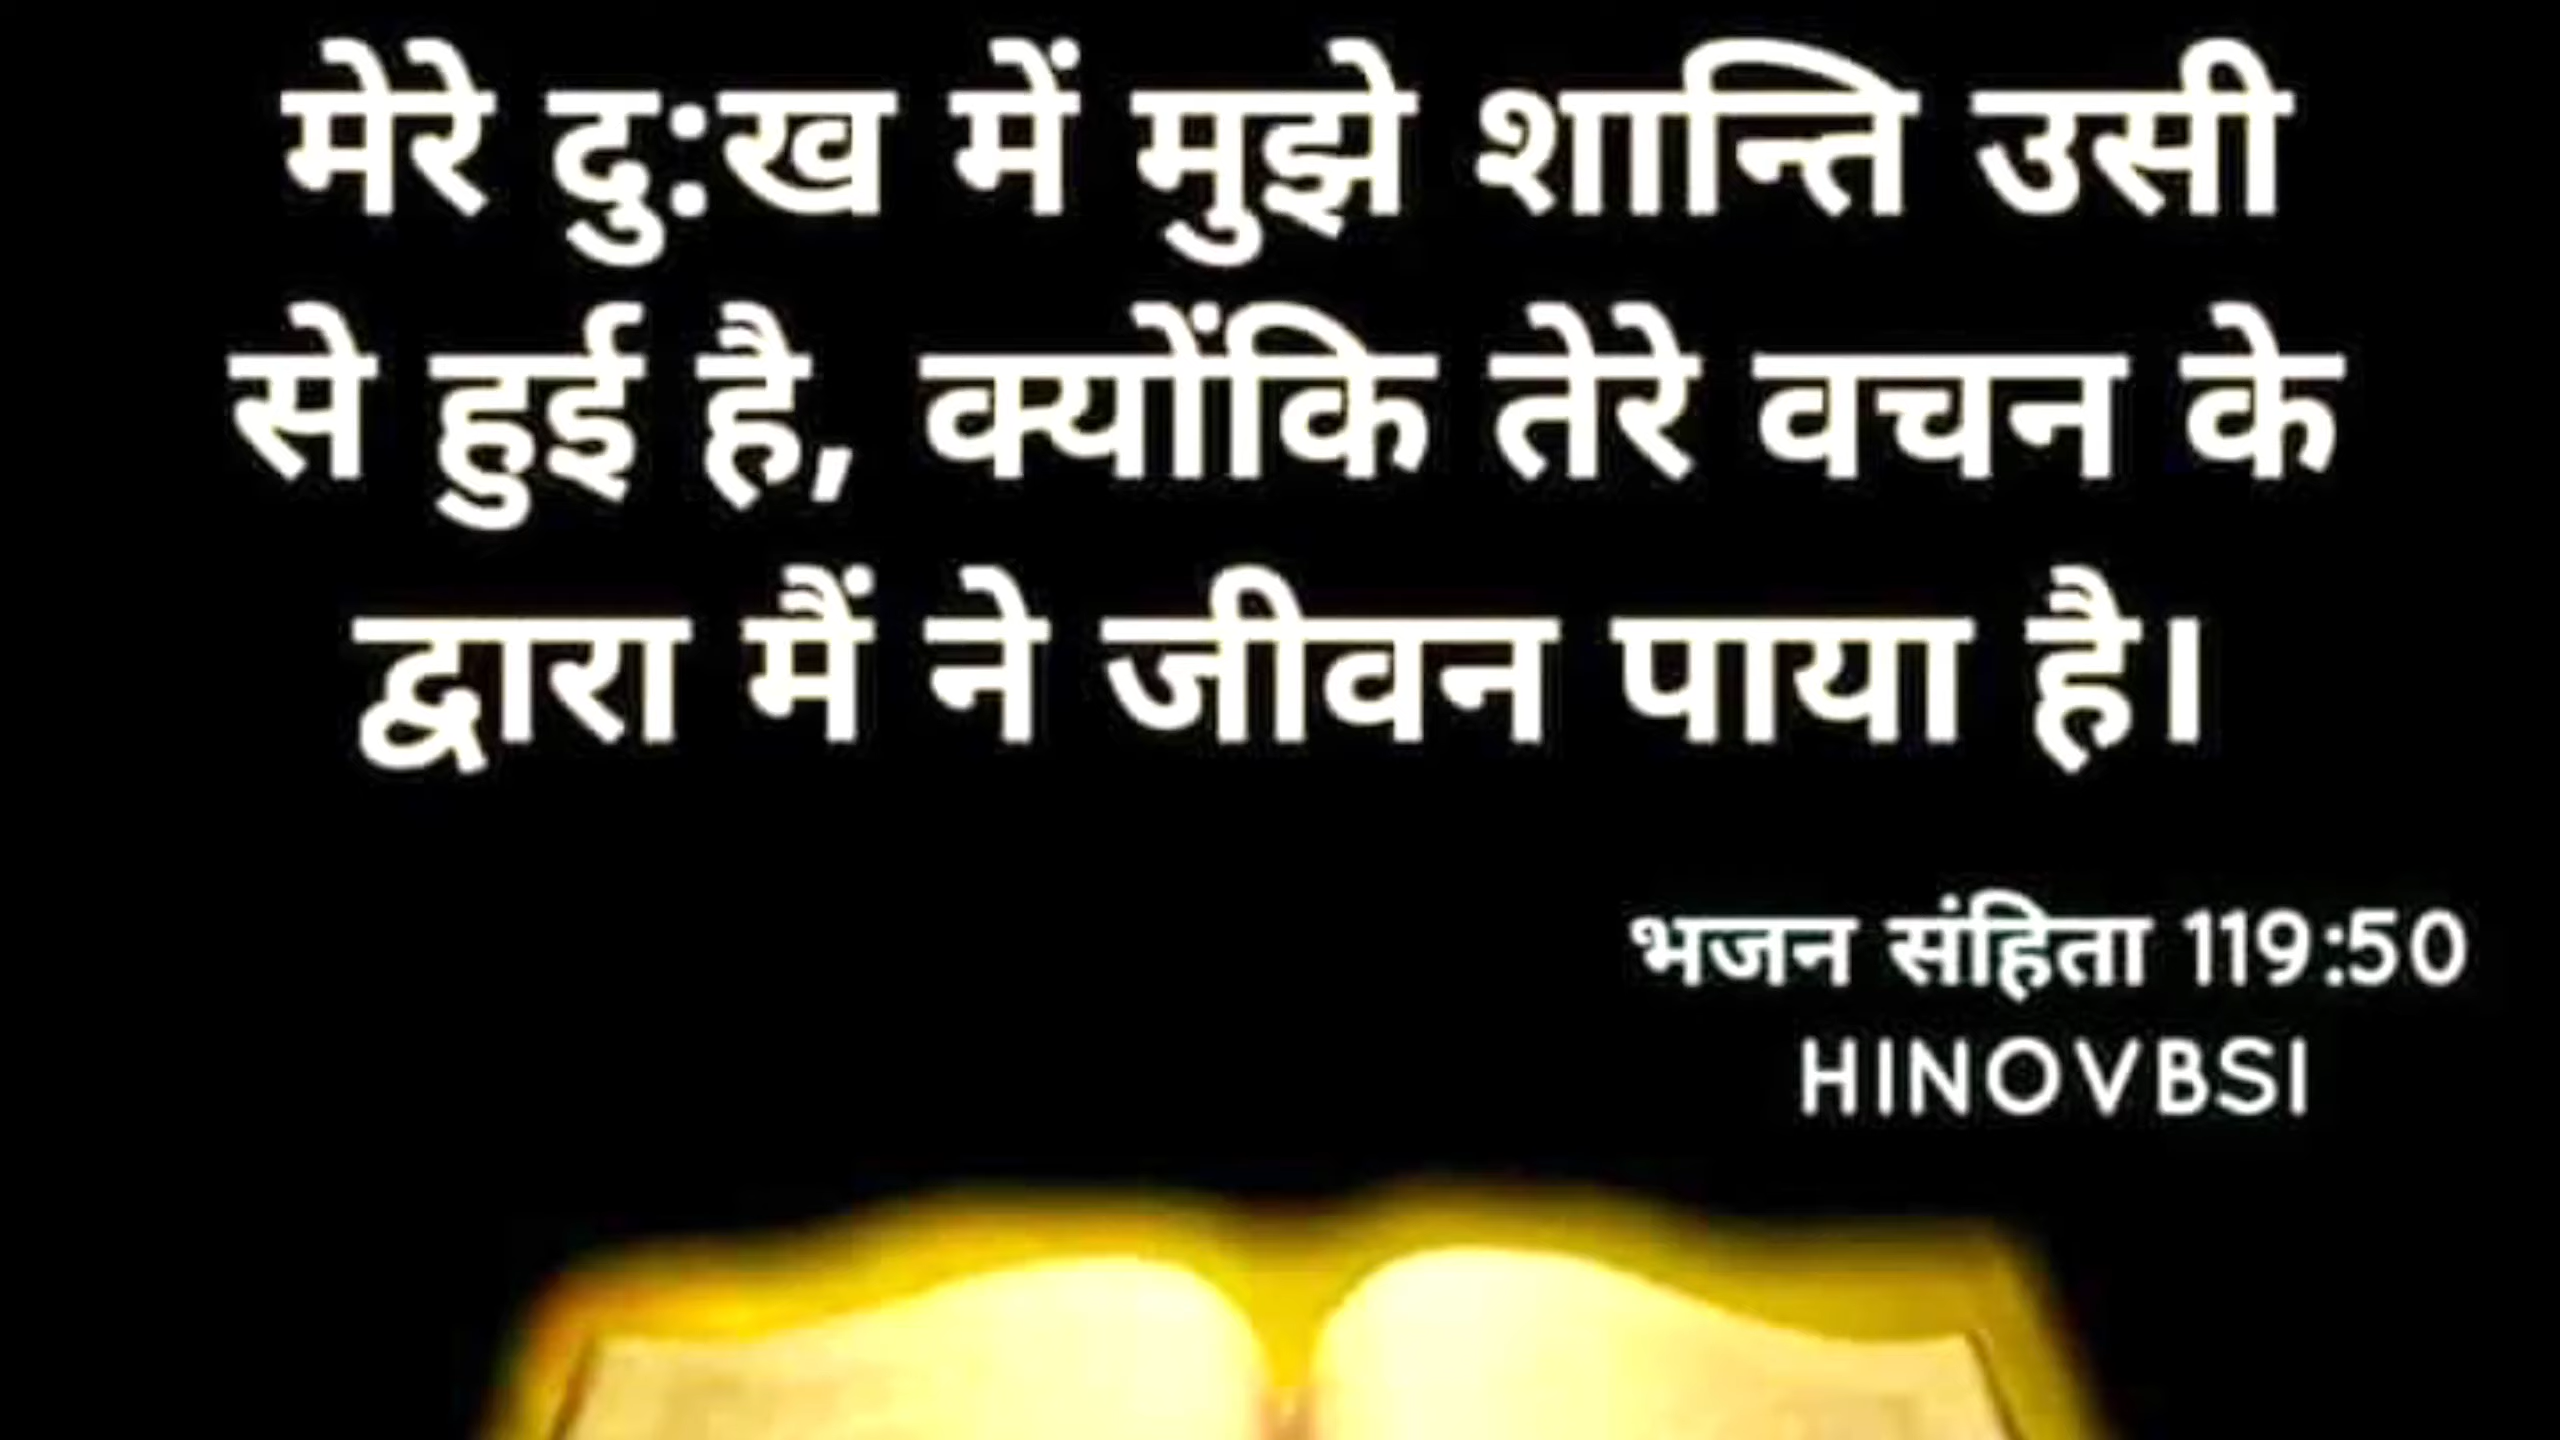 मेरे दु:ख में मुझे शान्ति उसी
से हुई है, क्योंकि तेरे वचन के
द्वारा मैं ने जीवन पाया है।
भजन संहिता 119:50
HINOVBSI